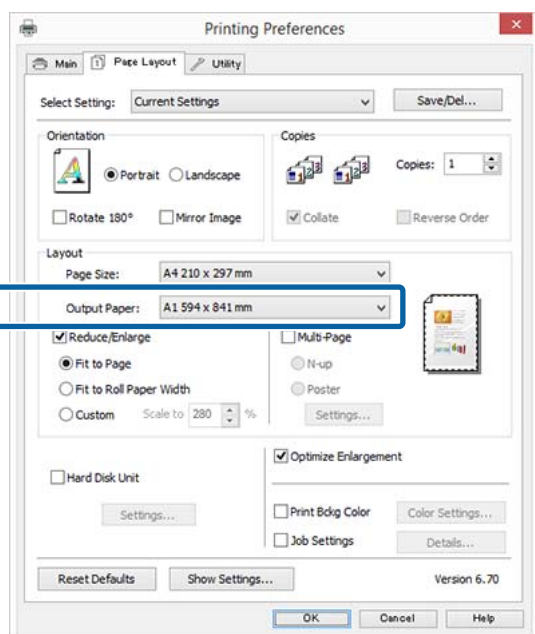 Printing Preferences
Main Page Layout Utility
Select Setting: Current Settings Save/Del...
Orientation Copies
Portrait Landscape Copies: 1
Rotate 180° Mirror Image Collate Reverse Order
Layout
Page Size: A4 210 x 297 mm
Output Paper: A1 594 x 841 mm
Reduce/Enlarge Multi-Page
Fit to Page N-up
Fit to Roll Paper Width Poster
Custom Scale to 280 % Settings...
Optimize Enlargement
Hard Disk Unit
Settings... Print Bckg Color Color Settings...
Job Settings Details...
Reset Defaults Show Settings... Version 6.70
OK Cancel Help